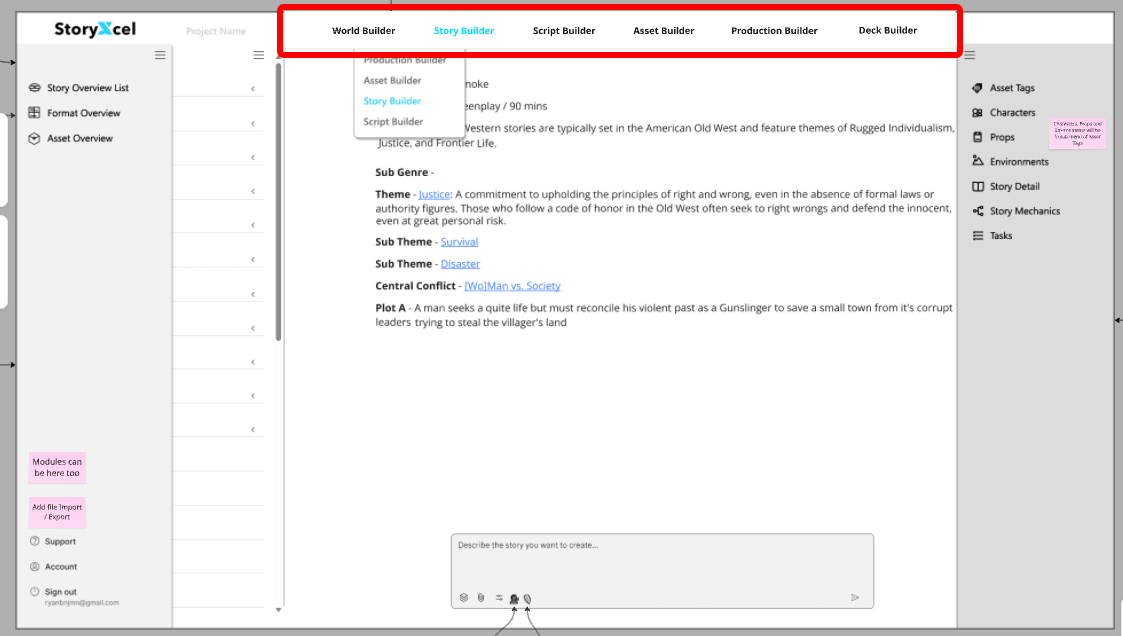 StoryXcel
Project Name
World Builder
Story Builder
Script Builder
Asset Builder
Production Builder
Deck Builder
Story Overview List
Format Overview
Asset Overview
Modules can
be here too
Add file Import
/ Export
Support
Account
Sign out
ryanbnjmn@gmail.com
Production Builder
Asset Builder
Story Builder
Script Builder
moke
eenplay / 90 mins
Western stories are typically set in the American Old West and feature themes of Rugged Individualism,
Justice, and Frontier Life.
Sub Genre -
Theme - Justice: A commitment to upholding the principles of right and wrong, even in the absence of formal laws or
authority figures. Those who follow a code of honor in the Old West often seek to right wrongs and defend the innocent,
even at great personal risk.
Sub Theme - Survival
Sub Theme - Disaster
Central Conflict - [Wo]Man vs. Society
Plot A - A man seeks a quite life but must reconcile his violent past as a Gunslinger to save a small town from it's corrupt
leaders trying to steal the villager's land
Describe the story you want to create...
Asset Tags
Characters
Props
Environments
Story Detail
Story Mechanics
Tasks
Characters, Props and
Environments will be
in sub menu of Asset
Tags